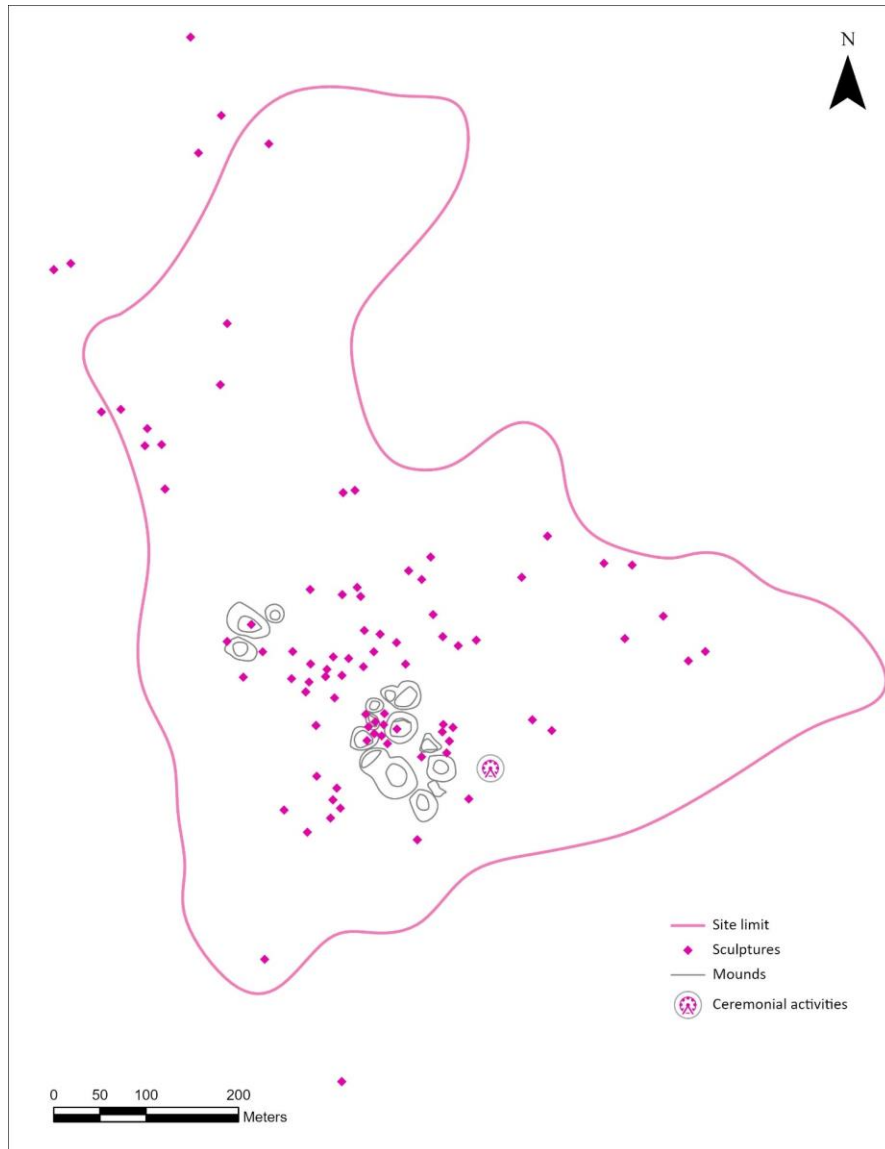 N
Site limit
Sculptures
Mounds
Ceremonial activities
0 50 100 200
Meters